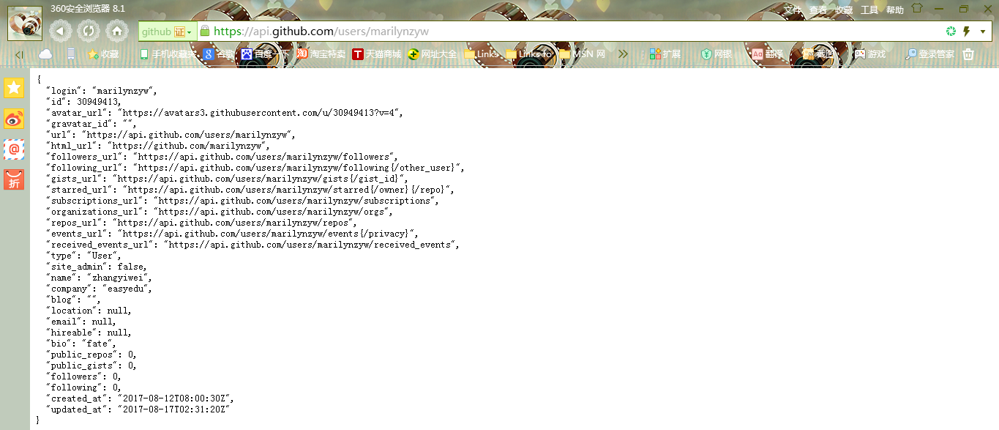 360安全浏览器 8.1
文件 查看 收藏 工具 帮助
github 证 https://api.github.com/users/marilynzyw
收藏 手机收藏夹 谷歌 百度一下 淘宝特卖 天猫商城 网址大全 Links Links fo MSN 网 扩展 网银 翻译 截图 游戏 登录管家
{
"login": "marilynzyw",
"id": 30949413,
"avatar_url": "https://avatars3.githubusercontent.com/u/30949413?v=4",
"gravatar_id": "",
"url": "https://api.github.com/users/marilynzyw",
"html_url": "https://github.com/marilynzyw",
"followers_url": "https://api.github.com/users/marilynzyw/followers",
"following_url": "https://api.github.com/users/marilynzyw/following{/other_user}",
"gists_url": "https://api.github.com/users/marilynzyw/gists{/gist_id}",
"starred_url": "https://api.github.com/users/marilynzyw/starred{/owner}{/repo}",
"subscriptions_url": "https://api.github.com/users/marilynzyw/subscriptions",
"organizations_url": "https://api.github.com/users/marilynzyw/orgs",
"repos_url": "https://api.github.com/users/marilynzyw/repos",
"events_url": "https://api.github.com/users/marilynzyw/events{/privacy}",
"received_events_url": "https://api.github.com/users/marilynzyw/received_events",
"type": "User",
"site_admin": false,
"name": "zhangyiwei",
"company": "easyedu",
"blog": "",
"location": null,
"email": null,
"hireable": null,
"bio": "fate",
"public_repos": 0,
"public_gists": 0,
"followers": 0,
"following": 0,
"created_at": "2017-08-12T08:00:30Z",
"updated_at": "2017-08-17T02:31:20Z"
}
折